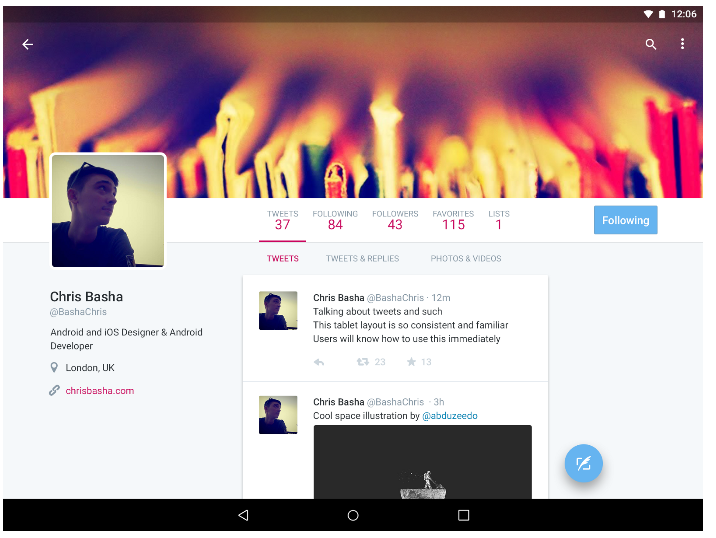 12:06
TWEETS FOLLOWING FOLLOWERS FAVORITES LISTS
37 84 43 115 1
Following
TWEETS TWEETS & REPLIES PHOTOS & VIDEOS
Chris Basha
@BashaChris
Android and iOS Designer & Android
Developer
London, UK
chrisbasha.com
Chris Basha @BashaChris · 12m
Talking about tweets and such
This tablet layout is so consistent and familiar
Users will know how to use this immediately
23 13
Chris Basha @BashaChris · 3h
Cool space illustration by @abduzeedo